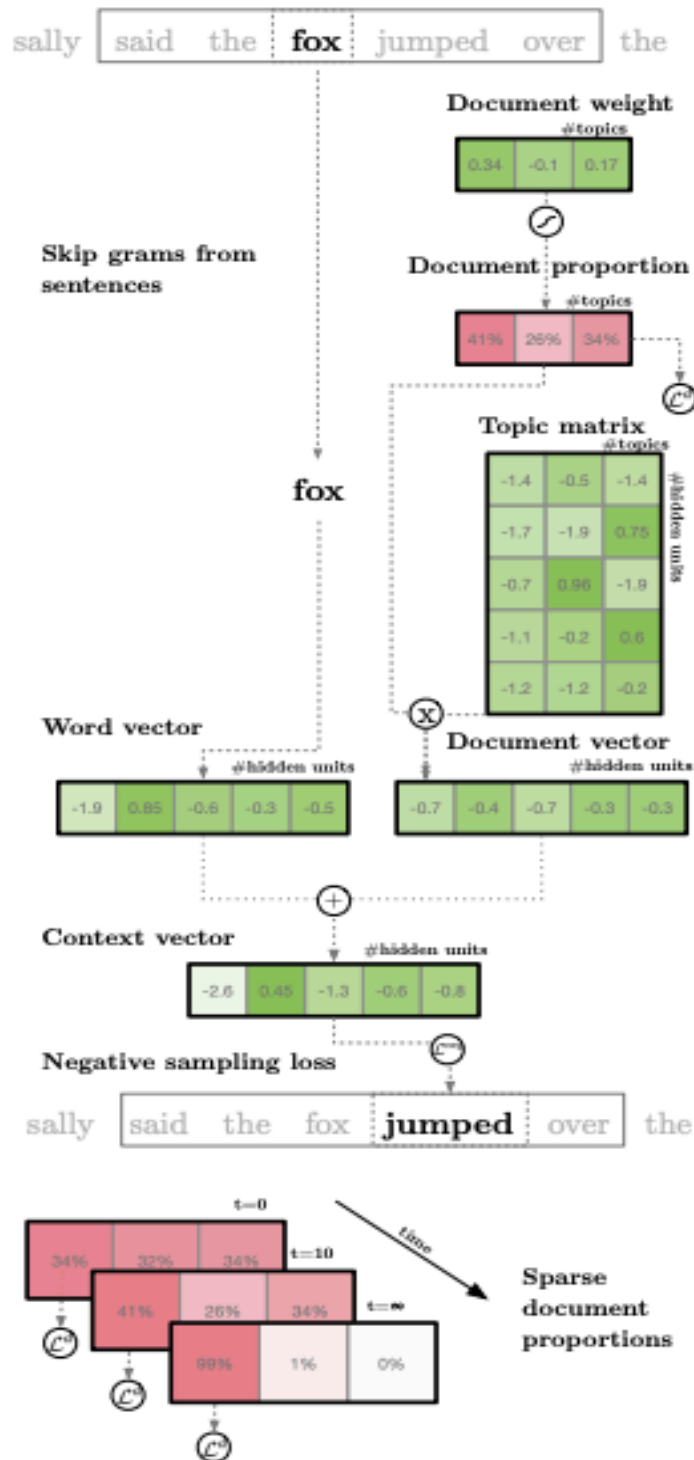 sally said the fox jumped over the
Document weight
#topics
0.34 -0.1 0.17
Skip grams from
sentences
Document proportion
#topics
41% 26% 34%
ℒᵈ
Topic matrix
#topics
#hidden units
-1.4 -0.5 -1.4
-1.7 -1.9 0.75
-0.7 0.96 -1.9
-1.1 -0.2 0.6
-1.2 -1.2 -0.2
fox
x
Word vector
#hidden units
-1.9 0.85 -0.6 -0.3 -0.5
Document vector
#hidden units
-0.7 -0.4 -0.7 -0.3 -0.3
+
Context vector
#hidden units
-2.6 0.45 -1.3 -0.6 -0.8
Negative sampling loss
sally said the fox jumped over the
t=0
34% 32% 34%
t=10
41% 26% 34%
t=∞
99% 1% 0%
ℒᵈ
ℒᵈ
ℒᵈ
time
Sparse
document
proportions